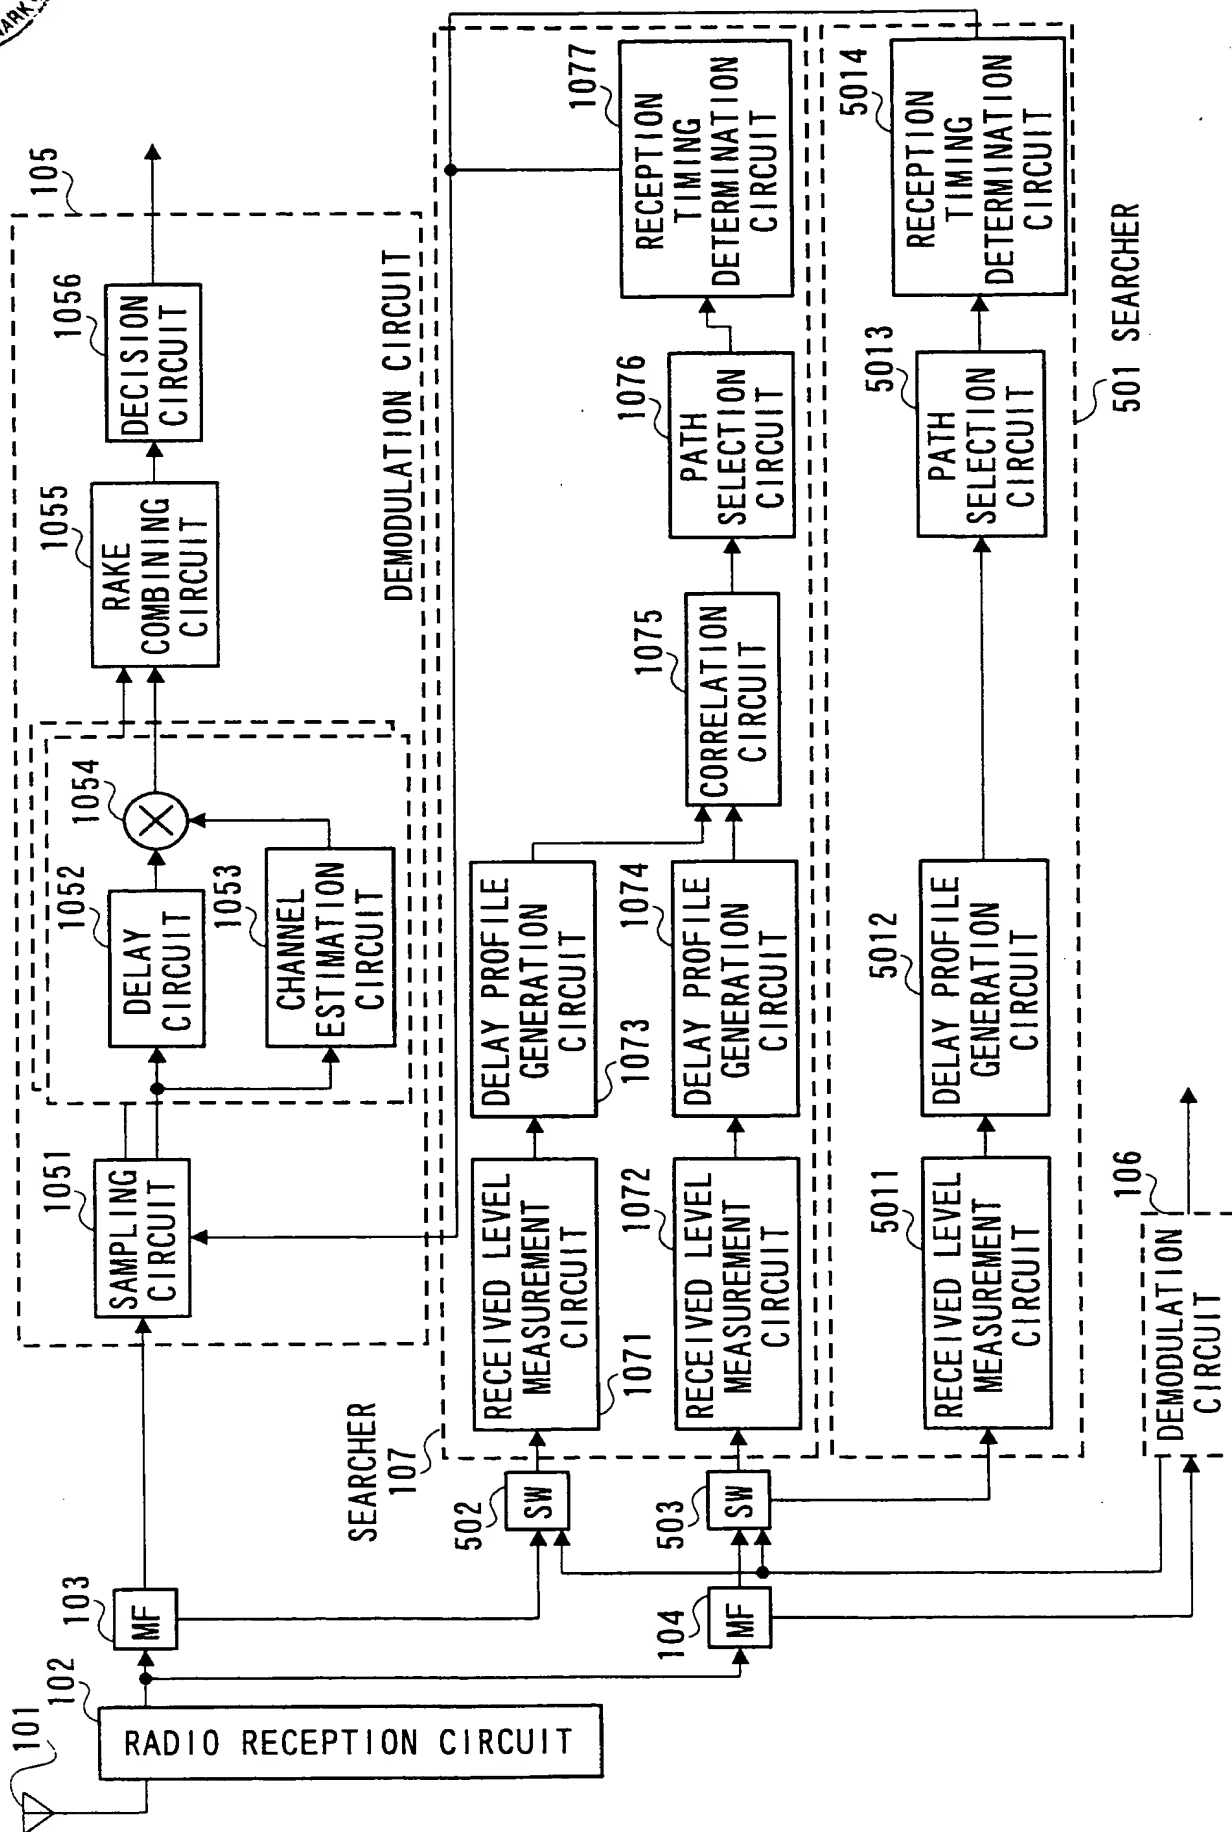 101
102
RADIO RECEPTION CIRCUIT
103
MF
104
MF
105
DEMODULATION CIRCUIT
1051
SAMPLING
CIRCUIT
1052
DELAY
CIRCUIT
1053
CHANNEL
ESTIMATION
CIRCUIT
1054
1055
RAKE
COMBINING
CIRCUIT
1056
DECISION
CIRCUIT
SEARCHER
107
502
SW
503
SW
RECEIVED LEVEL
MEASUREMENT
CIRCUIT
1071
1072
RECEIVED LEVEL
MEASUREMENT
CIRCUIT
DELAY PROFILE
GENERATION
CIRCUIT
1073
1074
DELAY PROFILE
GENERATION
CIRCUIT
1075
CORRELATION
CIRCUIT
1076
PATH
SELECTION
CIRCUIT
1077
RECEPTION
TIMING
DETERMINATION
CIRCUIT
5011
RECEIVED LEVEL
MEASUREMENT
CIRCUIT
5012
DELAY PROFILE
GENERATION
CIRCUIT
5013
PATH
SELECTION
CIRCUIT
5014
RECEPTION
TIMING
DETERMINATION
CIRCUIT
501 SEARCHER
106
DEMODULATION
CIRCUIT